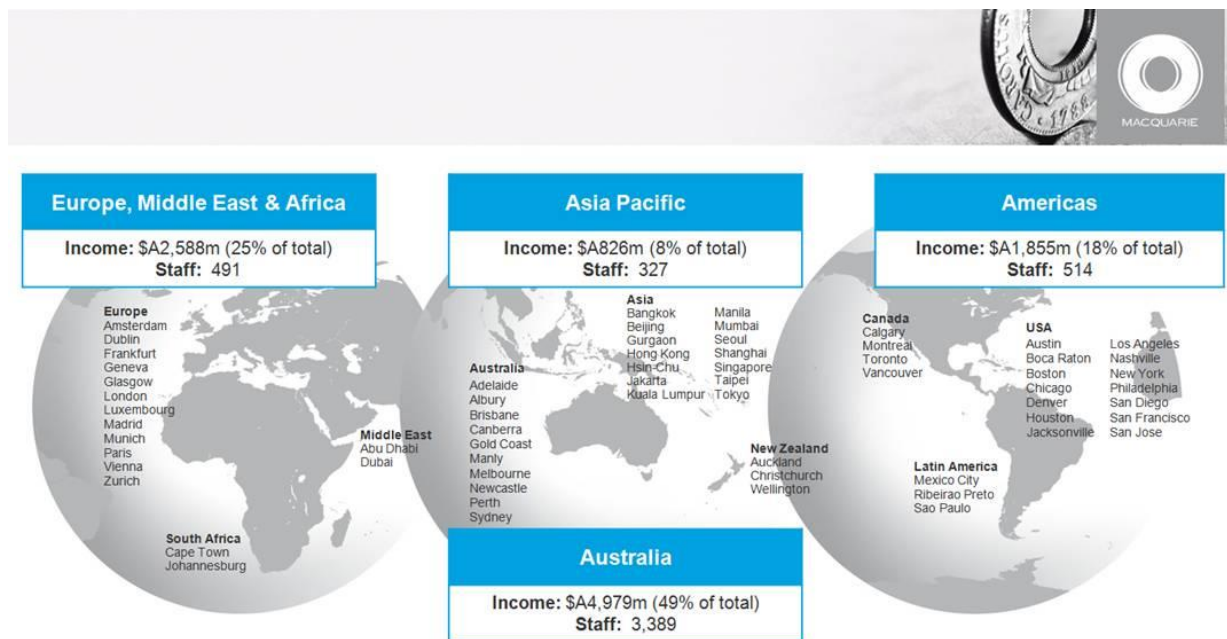 CAROLUS
1788
MACQUARIE
Europe, Middle East & Africa
Income: $A2,588m (25% of total)
Staff: 491
Asia Pacific
Income: $A826m (8% of total)
Staff: 327
Americas
Income: $A1,855m (18% of total)
Staff: 514
Europe
Amsterdam
Dublin
Frankfurt
Geneva
Glasgow
London
Luxembourg
Madrid
Munich
Paris
Vienna
Zurich
Middle East
Abu Dhabi
Dubai
South Africa
Cape Town
Johannesburg
Australia
Adelaide
Albury
Brisbane
Canberra
Gold Coast
Manly
Melbourne
Newcastle
Perth
Sydney
Asia
Bangkok
Beijing
Gurgaon
Hong Kong
Hsin-Chu
Jakarta
Kuala Lumpur
Manila
Mumbai
Seoul
Shanghai
Singapore
Taipei
Tokyo
New Zealand
Auckland
Christchurch
Wellington
Canada
Calgary
Montreal
Toronto
Vancouver
USA
Austin
Boca Raton
Boston
Chicago
Denver
Houston
Jacksonville
Los Angeles
Nashville
New York
Philadelphia
San Diego
San Francisco
San Jose
Latin America
Mexico City
Ribeirao Preto
Sao Paulo
Australia
Income: $A4,979m (49% of total)
Staff: 3,389